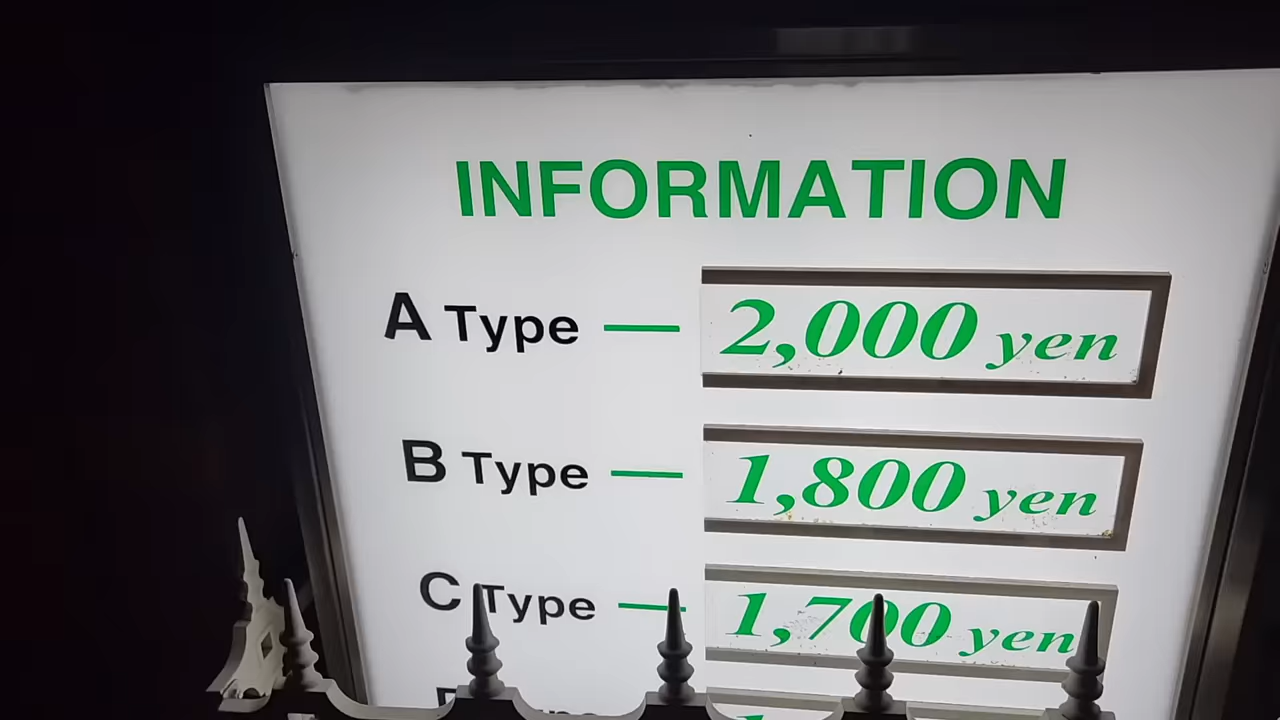 INFORMATION
A Type — 2,000 yen
B Type — 1,800 yen
C Type — 1,700 yen